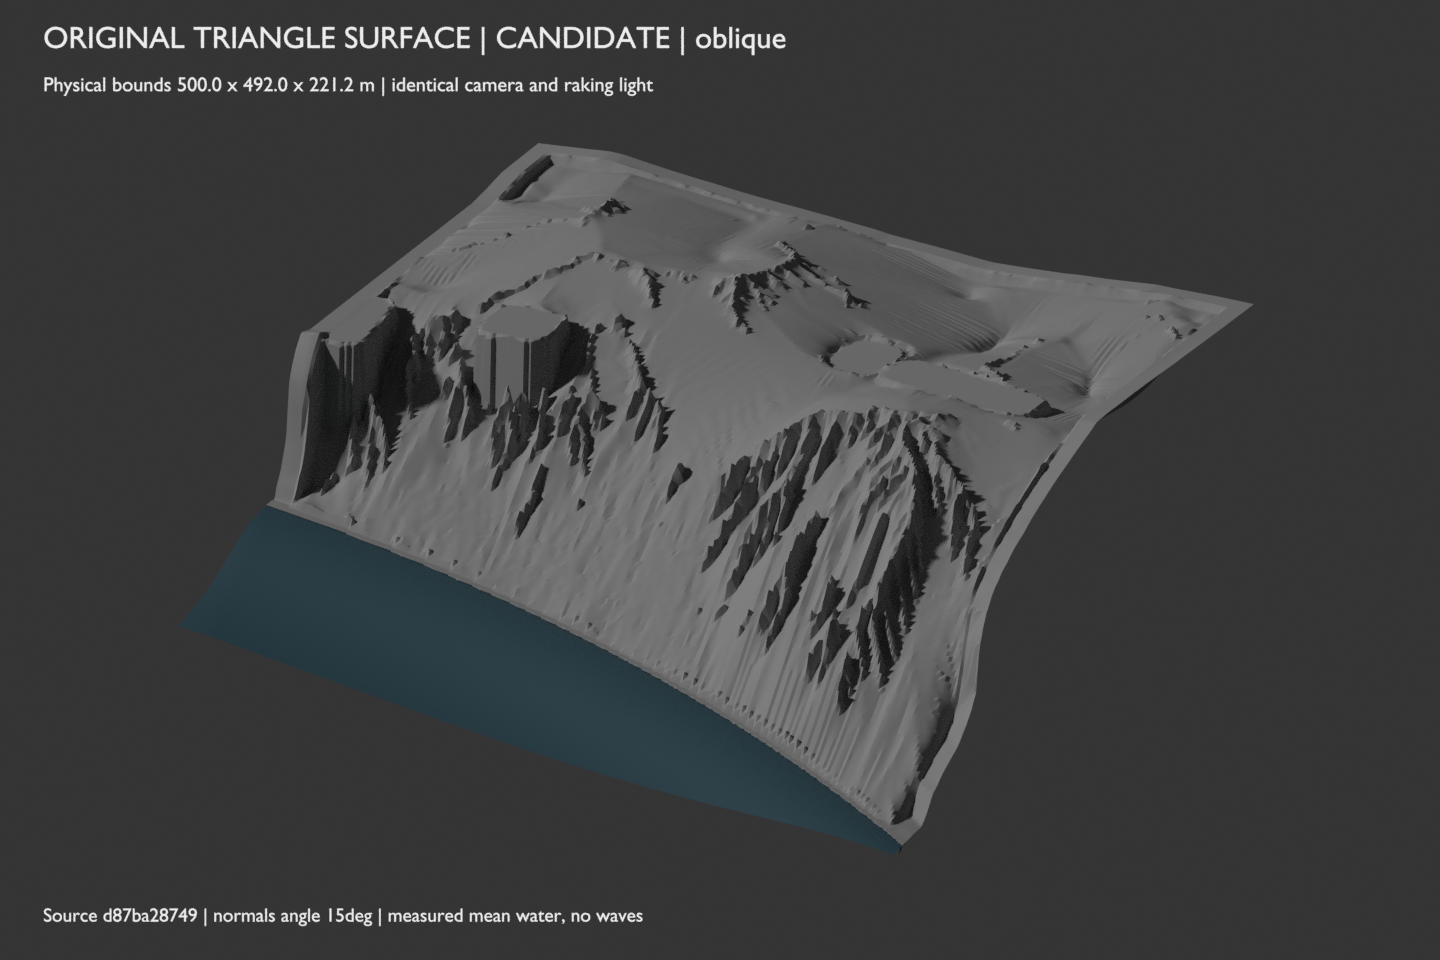 ORIGINAL TRIANGLE SURFACE | CANDIDATE | oblique
Physical bounds 500.0 x 492.0 x 221.2 m | identical camera and raking light
Source d87ba28749 | normals angle 15deg | measured mean water, no waves